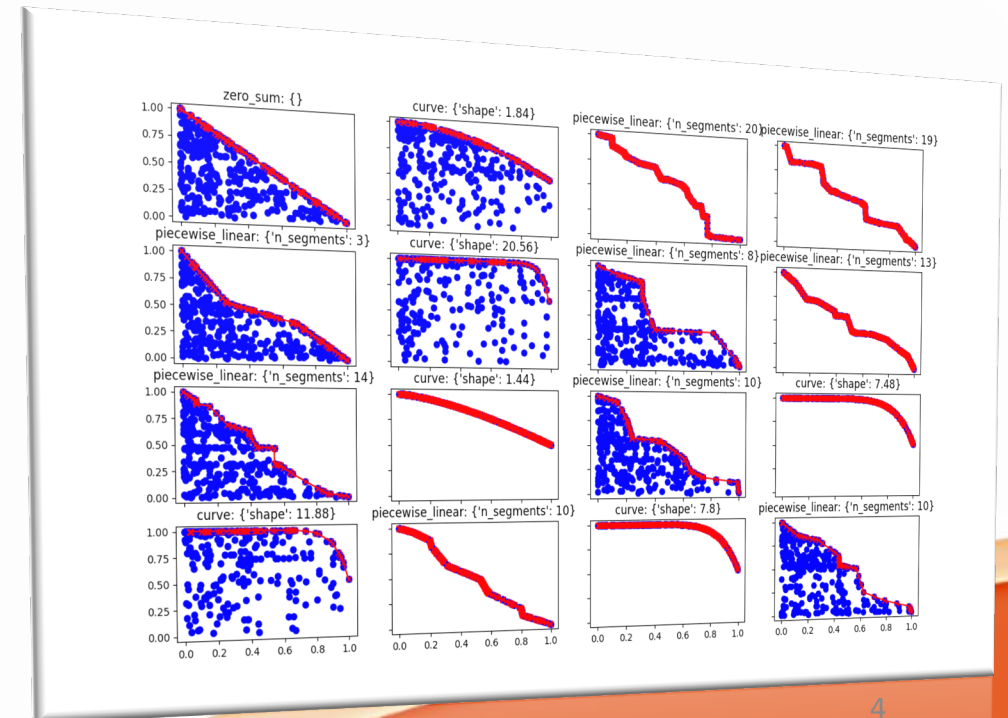 zero_sum: {}
curve: {'shape': 1.84}
piecewise_linear: {'n_segments': 20}
piecewise_linear: {'n_segments': 19}
1.00
0.75
0.50
0.25
0.00
piecewise_linear: {'n_segments': 3}
curve: {'shape': 20.56}
piecewise_linear: {'n_segments': 8}
piecewise_linear: {'n_segments': 13}
1.00
0.75
0.50
0.25
0.00
piecewise_linear: {'n_segments': 14}
curve: {'shape': 1.44}
piecewise_linear: {'n_segments': 10}
curve: {'shape': 7.48}
1.00
0.75
0.50
0.25
0.00
curve: {'shape': 11.88}
piecewise_linear: {'n_segments': 10}
curve: {'shape': 7.8}
piecewise_linear: {'n_segments': 10}
1.00
0.75
0.50
0.25
0.00
0.0 0.2 0.4 0.6 0.8 1.0
0.0 0.2 0.4 0.6 0.8 1.0
0.0 0.2 0.4 0.6 0.8 1.0
0.0 0.2 0.4 0.6 0.8 1.0
4